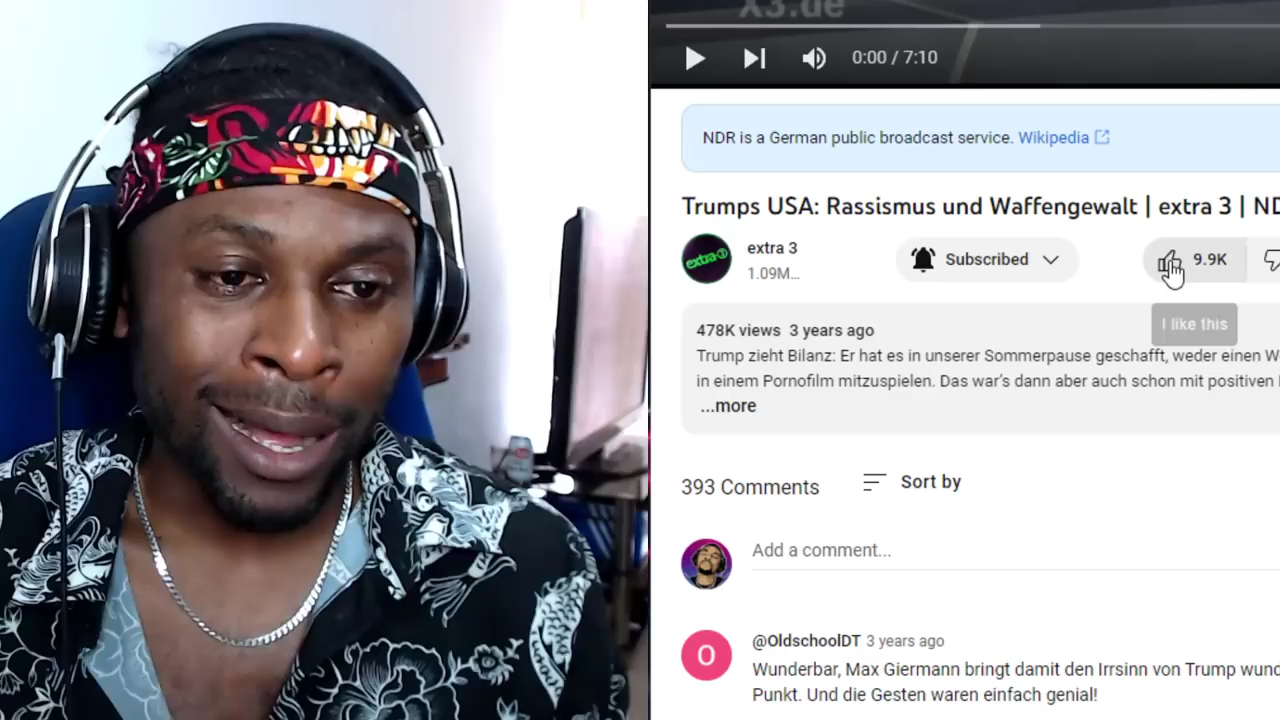 X3.de
0:00 / 7:10
NDR is a German public broadcast service. Wikipedia
Trumps USA: Rassismus und Waffengewalt | extra 3 | ND
extra 3
extra 3
1.09M...
Subscribed
9.9K
I like this
478K views 3 years ago
Trump zieht Bilanz: Er hat es in unserer Sommerpause geschafft, weder einen W
in einem Pornofilm mitzuspielen. Das war's dann aber auch schon mit positiven
...more
393 Comments
Sort by
Add a comment...
O
@OldschoolDT 3 years ago
Wunderbar, Max Giermann bringt damit den Irrsinn von Trump wund
Punkt. Und die Gesten waren einfach genial!